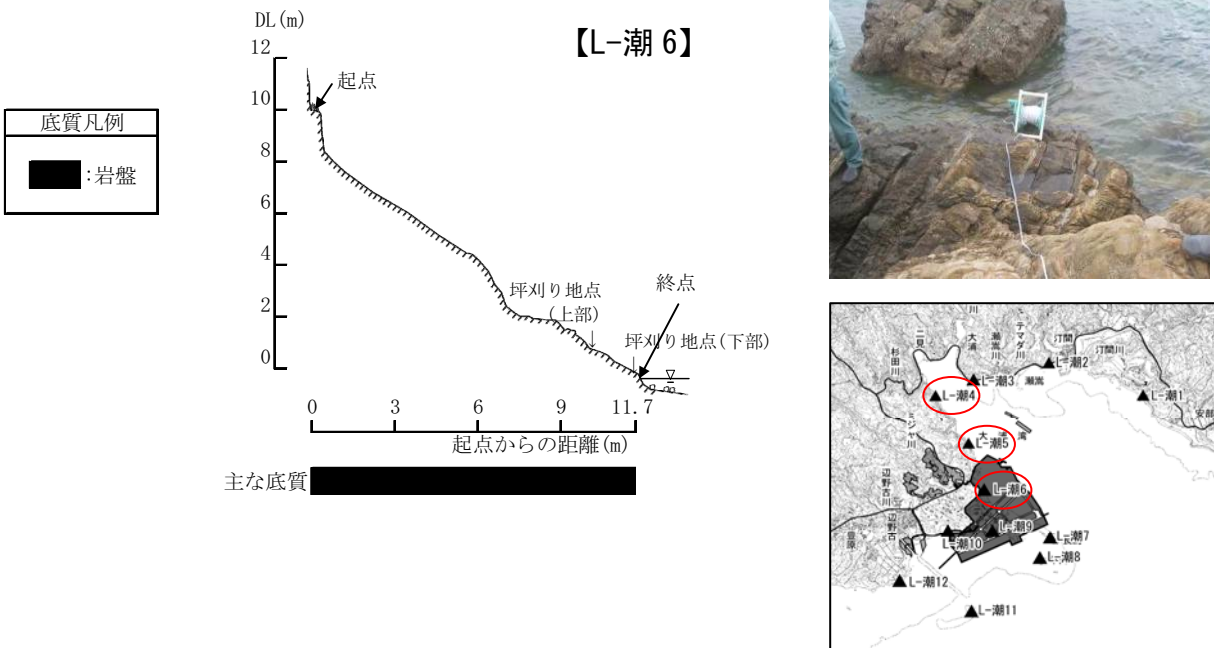 【L-潮 6】
DL(m)
12
10
8
6
4
2
0
起点
坪刈り地点
(上部)
終点
坪刈り地点(下部)
0 3 6 9 11.7
起点からの距離(m)
主な底質
底質凡例
:岩盤
二見
大浦川
瀬嵩川
テマダ川
汀間
汀間川
杉田川
L-潮3
瀬嵩
L-潮2
L-潮4
L-潮1
安部
大浦湾
L-潮5
辺野古川
L-潮6
辺野古
豊原
L-潮10
L-潮9
L-潮7
L-潮8
L-潮12
L-潮11